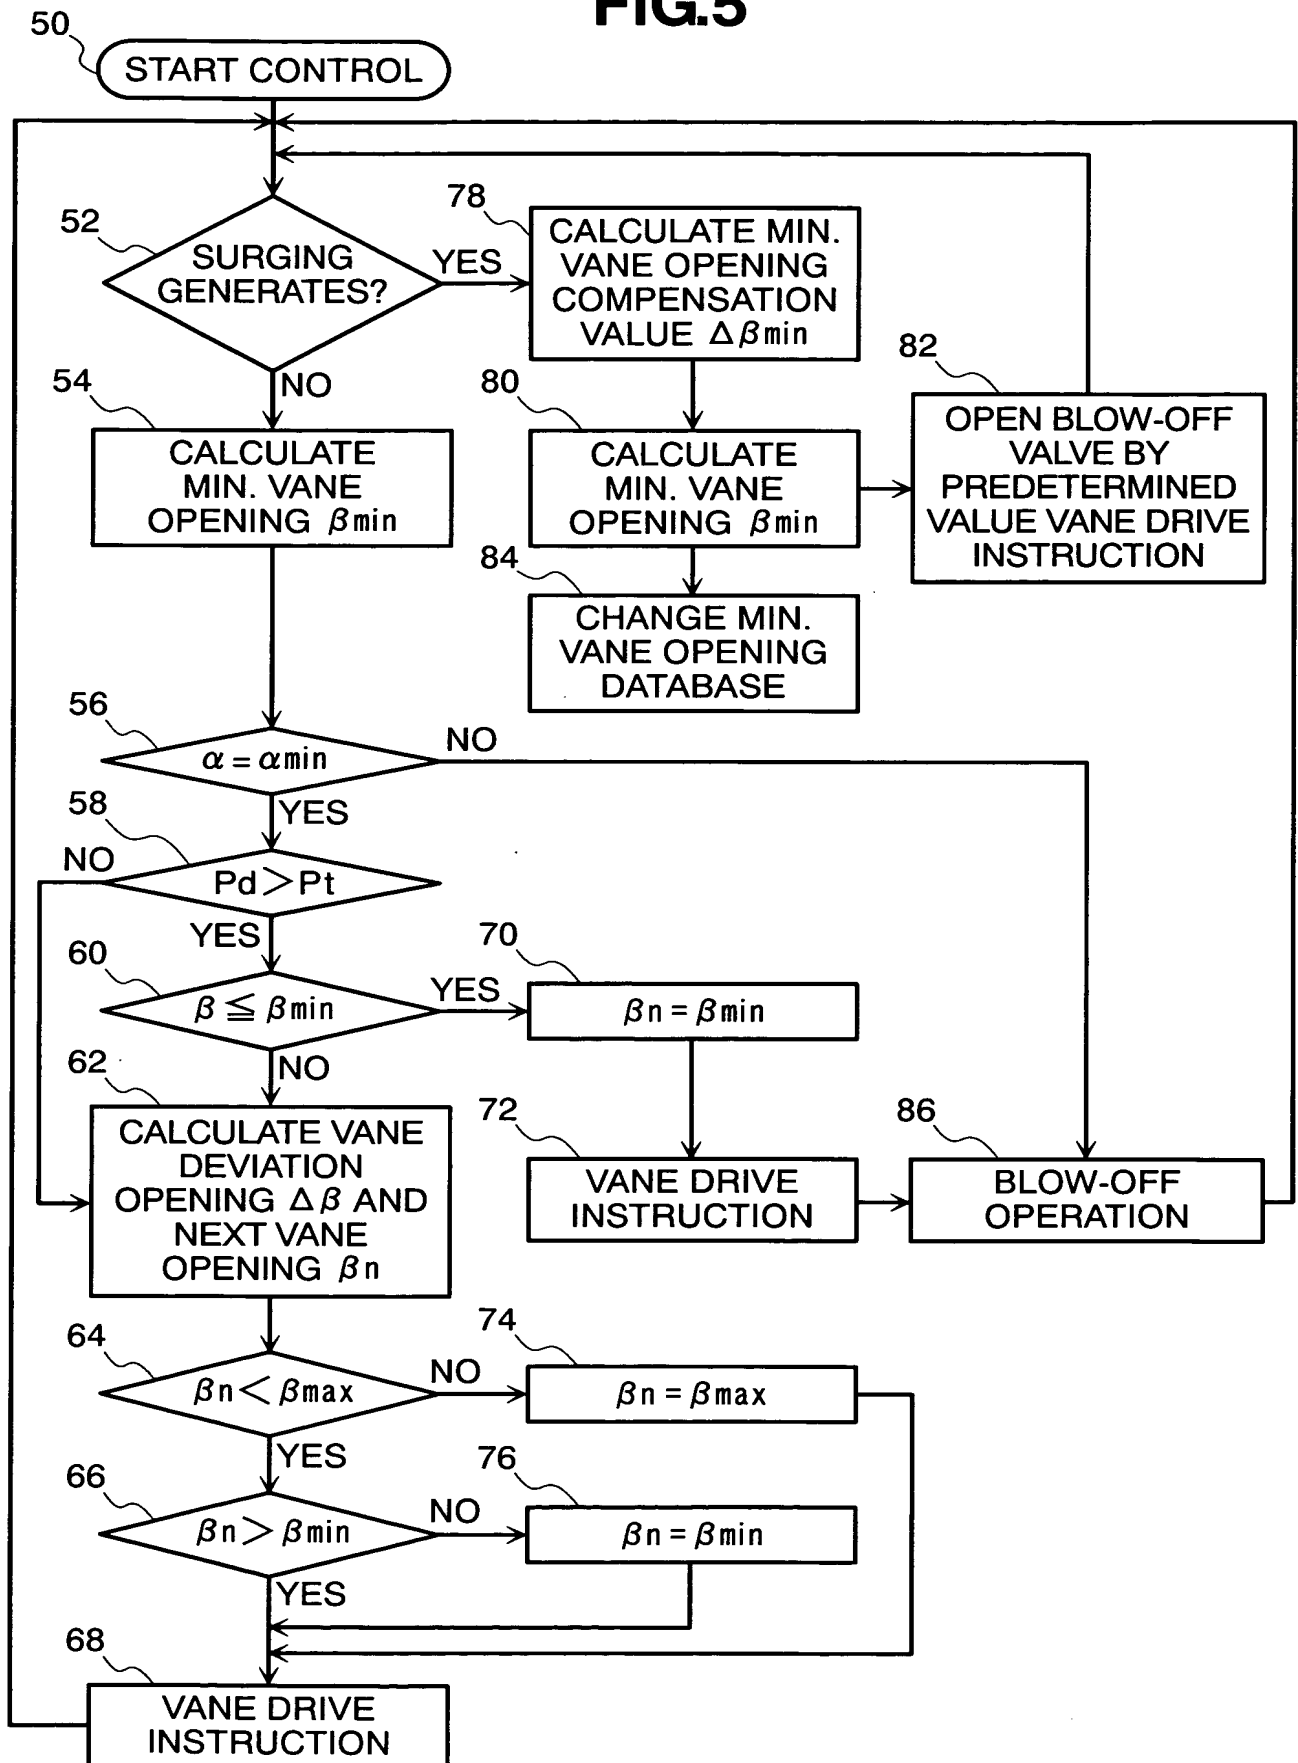 FIG.5
50
START CONTROL
52
SURGING
GENERATES?
YES
NO
78
CALCULATE MIN.
VANE OPENING
COMPENSATION
VALUE Δβmin
54
CALCULATE
MIN. VANE
OPENING βmin
80
CALCULATE
MIN. VANE
OPENING βmin
82
OPEN BLOW-OFF
VALVE BY
PREDETERMINED
VALUE VANE DRIVE
INSTRUCTION
84
CHANGE MIN.
VANE OPENING
DATABASE
56
α = αmin
NO
YES
58
NO
Pd > Pt
YES
60
β ≦ βmin
YES
NO
70
βn = βmin
62
CALCULATE VANE
DEVIATION
OPENING Δβ AND
NEXT VANE
OPENING βn
72
VANE DRIVE
INSTRUCTION
86
BLOW-OFF
OPERATION
64
βn < βmax
NO
YES
74
βn = βmax
66
βn > βmin
NO
YES
76
βn = βmin
68
VANE DRIVE
INSTRUCTION